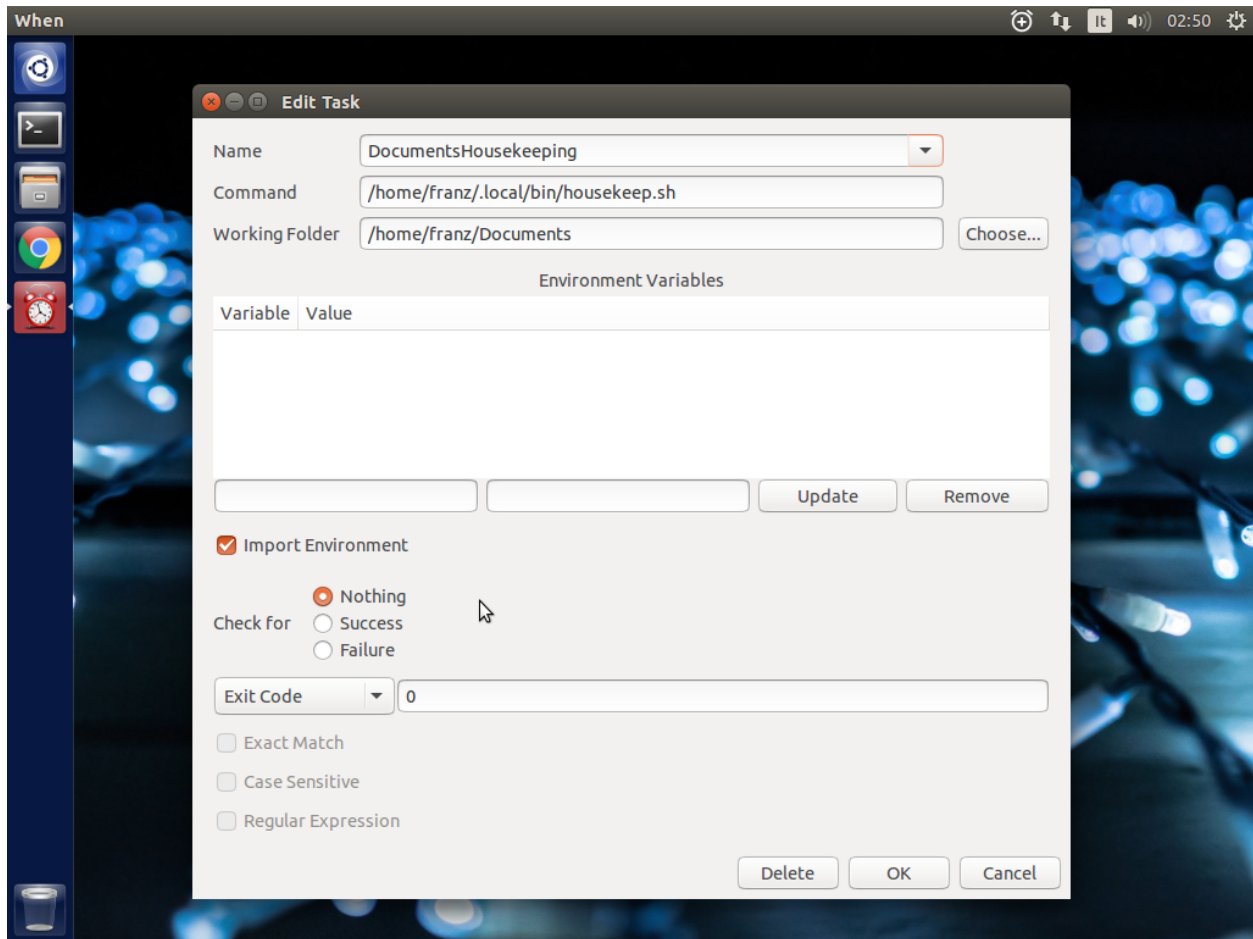 When It 02:50
Edit Task
Name DocumentsHousekeeping
Command /home/franz/.local/bin/housekeep.sh
Working Folder /home/franz/Documents Choose...
Environment Variables
Variable Value
Update Remove
Import Environment
Nothing
Check for Success
Failure
Exit Code 0
Exact Match
Case Sensitive
Regular Expression
Delete OK Cancel